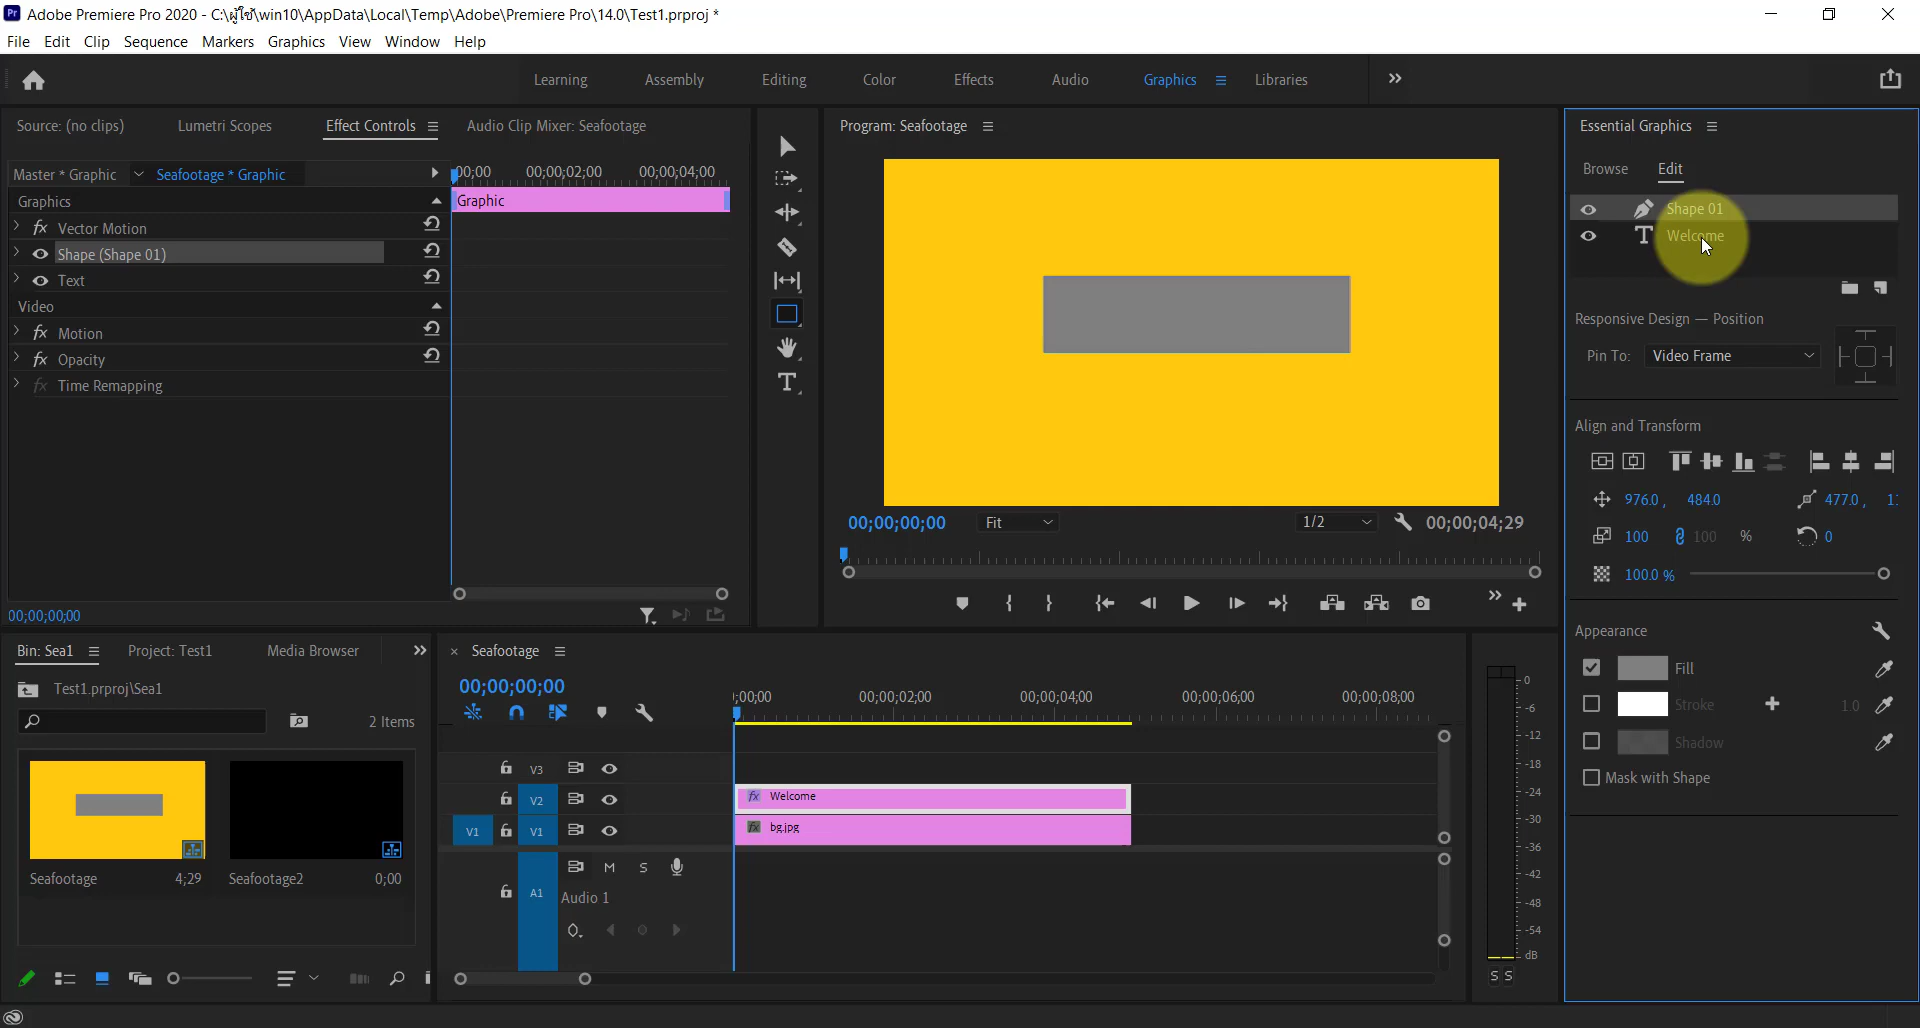 Adobe Premiere Pro 2020 - C:\ผู้ใช้\win10\AppData\Local\Temp\Adobe\Premiere Pro\14.0\Test1.prproj *
File Edit Clip Sequence Markers Graphics View Window Help
Learning Assembly Editing Color Effects Audio Graphics Libraries
Source: (no clips) Lumetri Scopes Effect Controls Audio Clip Mixer: Seafootage
Master * Graphic Seafootage * Graphic
00;00 00;00;02;00 00;00;04;00
Graphics
Graphic
fx Vector Motion
Shape (Shape 01)
Text
Video
fx Motion
fx Opacity
fx Time Remapping
00;00;00;00
Program: Seafootage
00;00;00;00 Fit 1/2 00;00;04;29
Essential Graphics
Browse Edit
Shape 01
T Welcome
Responsive Design — Position
Pin To: Video Frame
Align and Transform
976.0 , 484.0 477.0 ,
100 100 % 0
100.0 %
Appearance
Fill
Stroke 1.0
Shadow
Mask with Shape
Bin: Sea1 Project: Test1 Media Browser
Test1.prproj\Sea1
2 Items
Seafootage 4;29 Seafootage2 0;00
× Seafootage
00;00;00;00
;00;00 00;00;02;00 00;00;04;00 00;00;06;00 00;00;08;00
V3
V2 fx Welcome
V1 V1 fx bg.jpg
M S
A1 Audio 1
0
-6
-12
-18
-24
-30
-36
-42
-48
-54
dB
S S